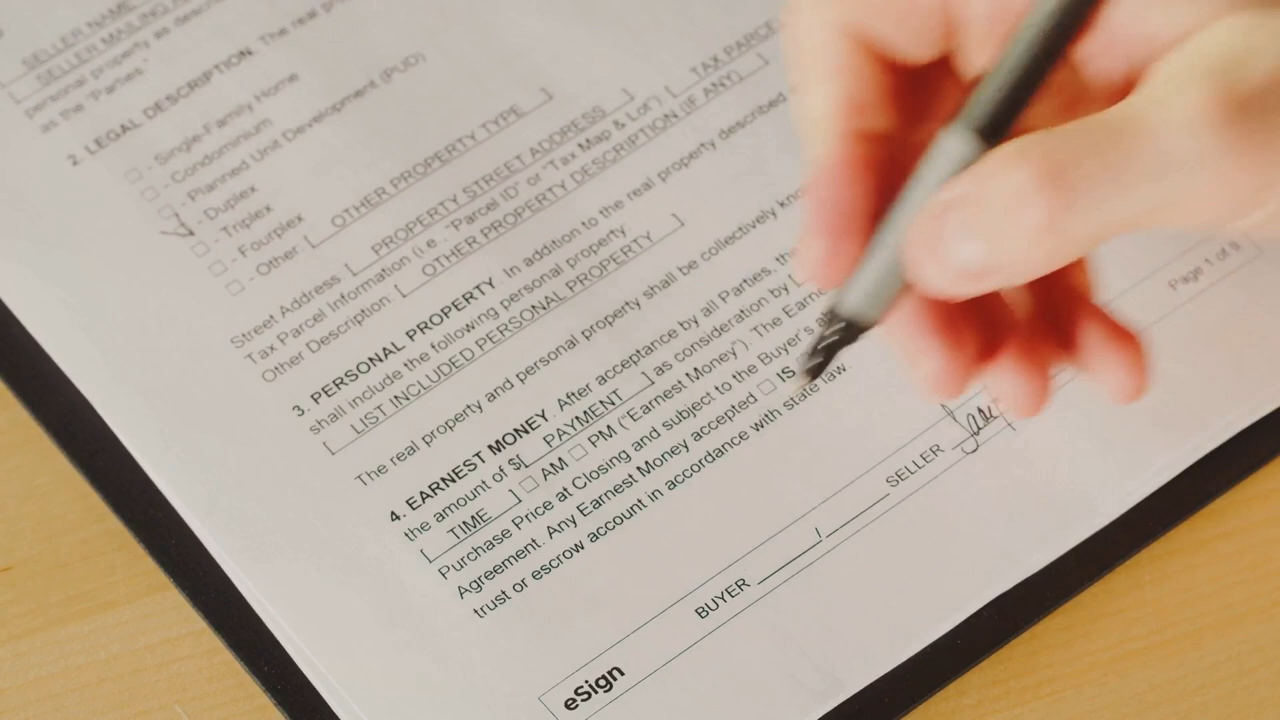 SELLER NAME
SELLER MAILING
personal property as described
as the "Parties."
2. LEGAL DESCRIPTION. The real
☐ - Single-Family Home
☐ - Condominium
☐ - Planned Unit Development (PUD)
☑ - Duplex
☐ - Triplex
☐ - Fourplex
☐ - Other: [ OTHER PROPERTY TYPE ]
Street Address: [ PROPERTY STREET ADDRESS ]
Tax Parcel Information (i.e., "Parcel ID" or "Tax Map & Lot") [ TAX PARCE
Other Description: [ OTHER PROPERTY DESCRIPTION (IF ANY) ]
3. PERSONAL PROPERTY. In addition to the real property described
shall include the following personal property
[ LIST INCLUDED PERSONAL PROPERTY ]
The real property and personal property shall be collectively kno
4. EARNEST MONEY. After acceptance by all Parties, the
the amount of $[ PAYMENT ] as consideration by [
[ TIME ] ☐ AM ☐ PM ("Earnest Money"). The Earne
Purchase Price at Closing and subject to the Buyer's a
Agreement. Any Earnest Money accepted ☐ IS
trust or escrow account in accordance with state law.
eSign
BUYER ____/____ SELLER
Page 1 of 9